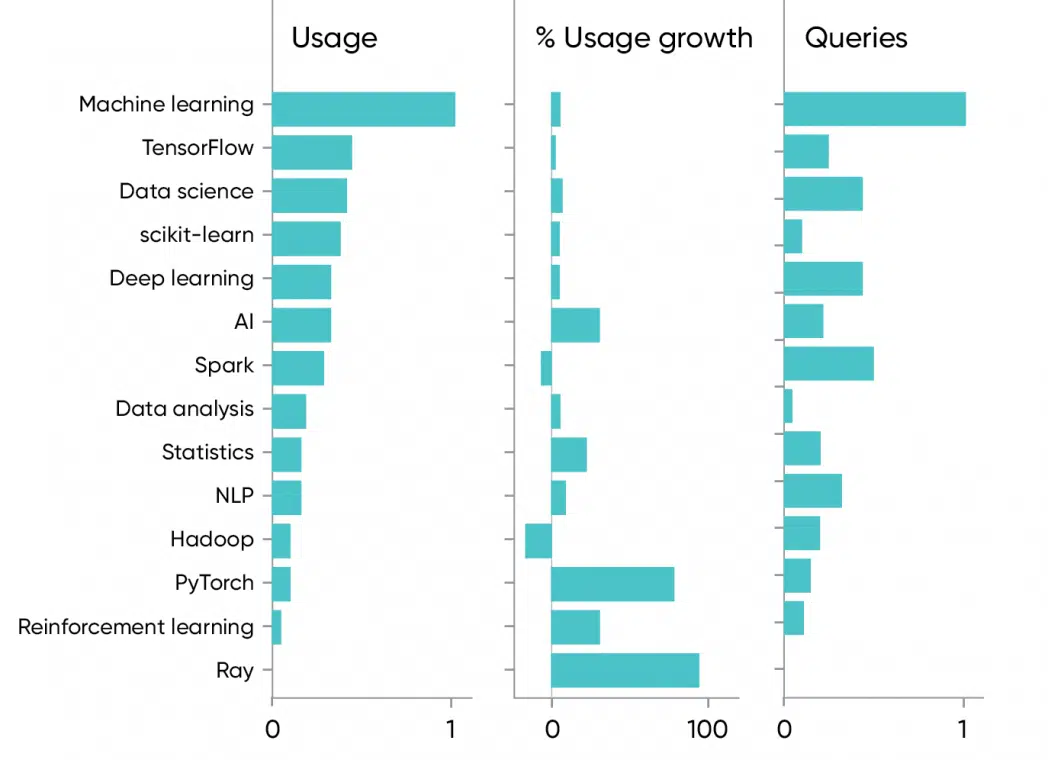 Usage
% Usage growth
Queries
Machine learning
TensorFlow
Data science
scikit-learn
Deep learning
AI
Spark
Data analysis
Statistics
NLP
Hadoop
PyTorch
Reinforcement learning
Ray
0 1
0 100
0 1